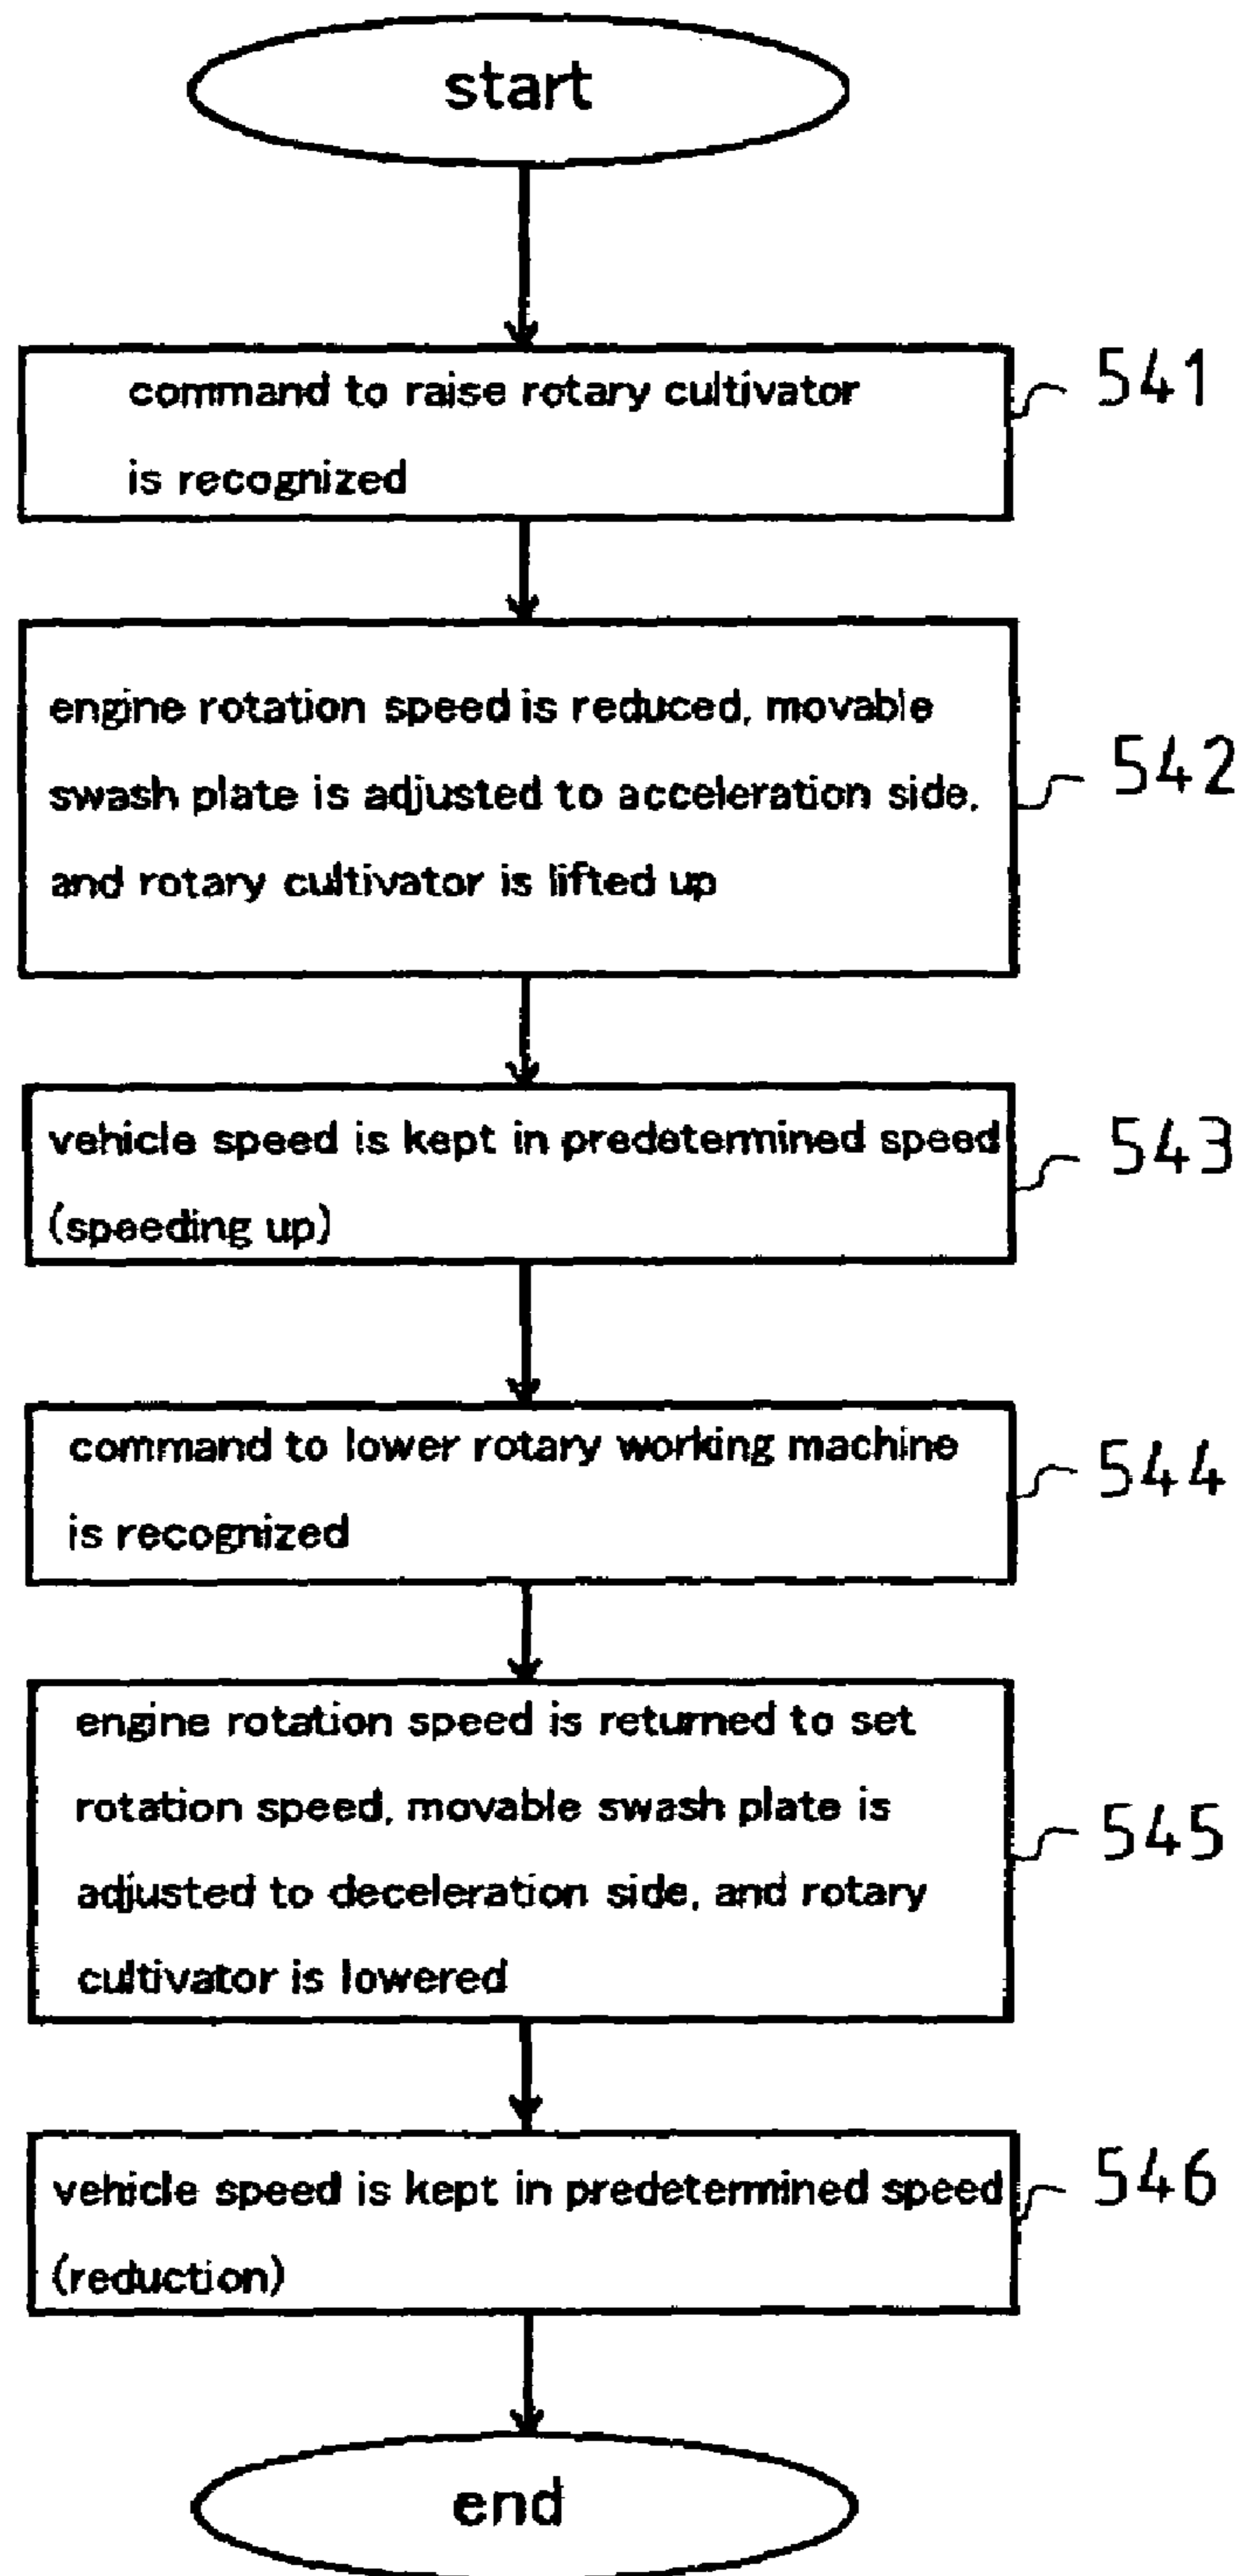 start
command to raise rotary cultivator
is recognized
541
engine rotation speed is reduced, movable
swash plate is adjusted to acceleration side,
and rotary cultivator is lifted up
542
vehicle speed is kept in predetermined speed
(speeding up)
543
command to lower rotary working machine
is recognized
544
engine rotation speed is returned to set
rotation speed, movable swash plate is
adjusted to deceleration side, and rotary
cultivator is lowered
545
vehicle speed is kept in predetermined speed
(reduction)
546
end